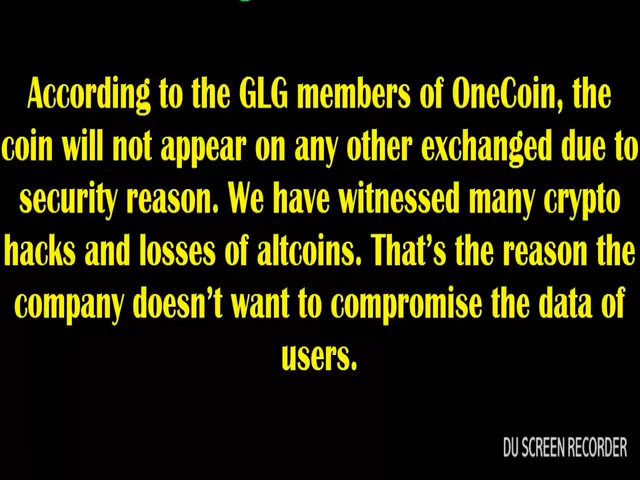 According to the GLG members of OneCoin, the
coin will not appear on any other exchanged due to
security reason. We have witnessed many crypto
hacks and losses of altcoins. That's the reason the
company doesn't want to compromise the data of
users.
DU SCREEN RECORDER